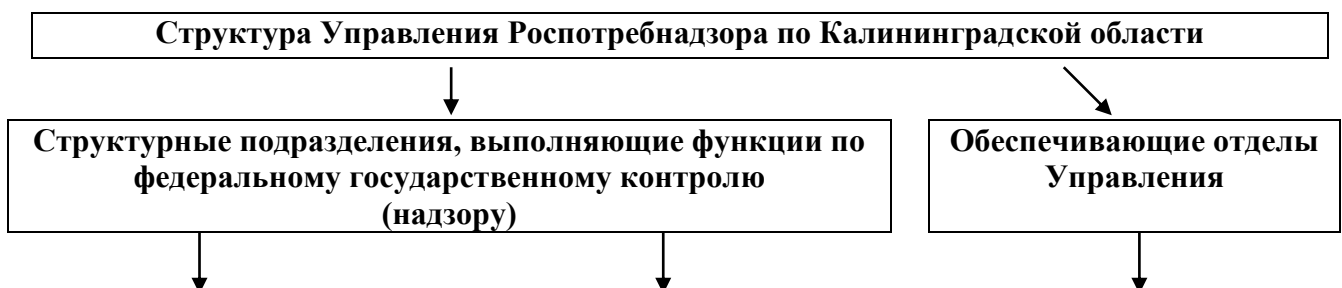 Структура Управления Роспотребнадзора по Калининградской области
Структурные подразделения, выполняющие функции по
федеральному государственному контролю
(надзору)
Обеспечивающие отделы
Управления